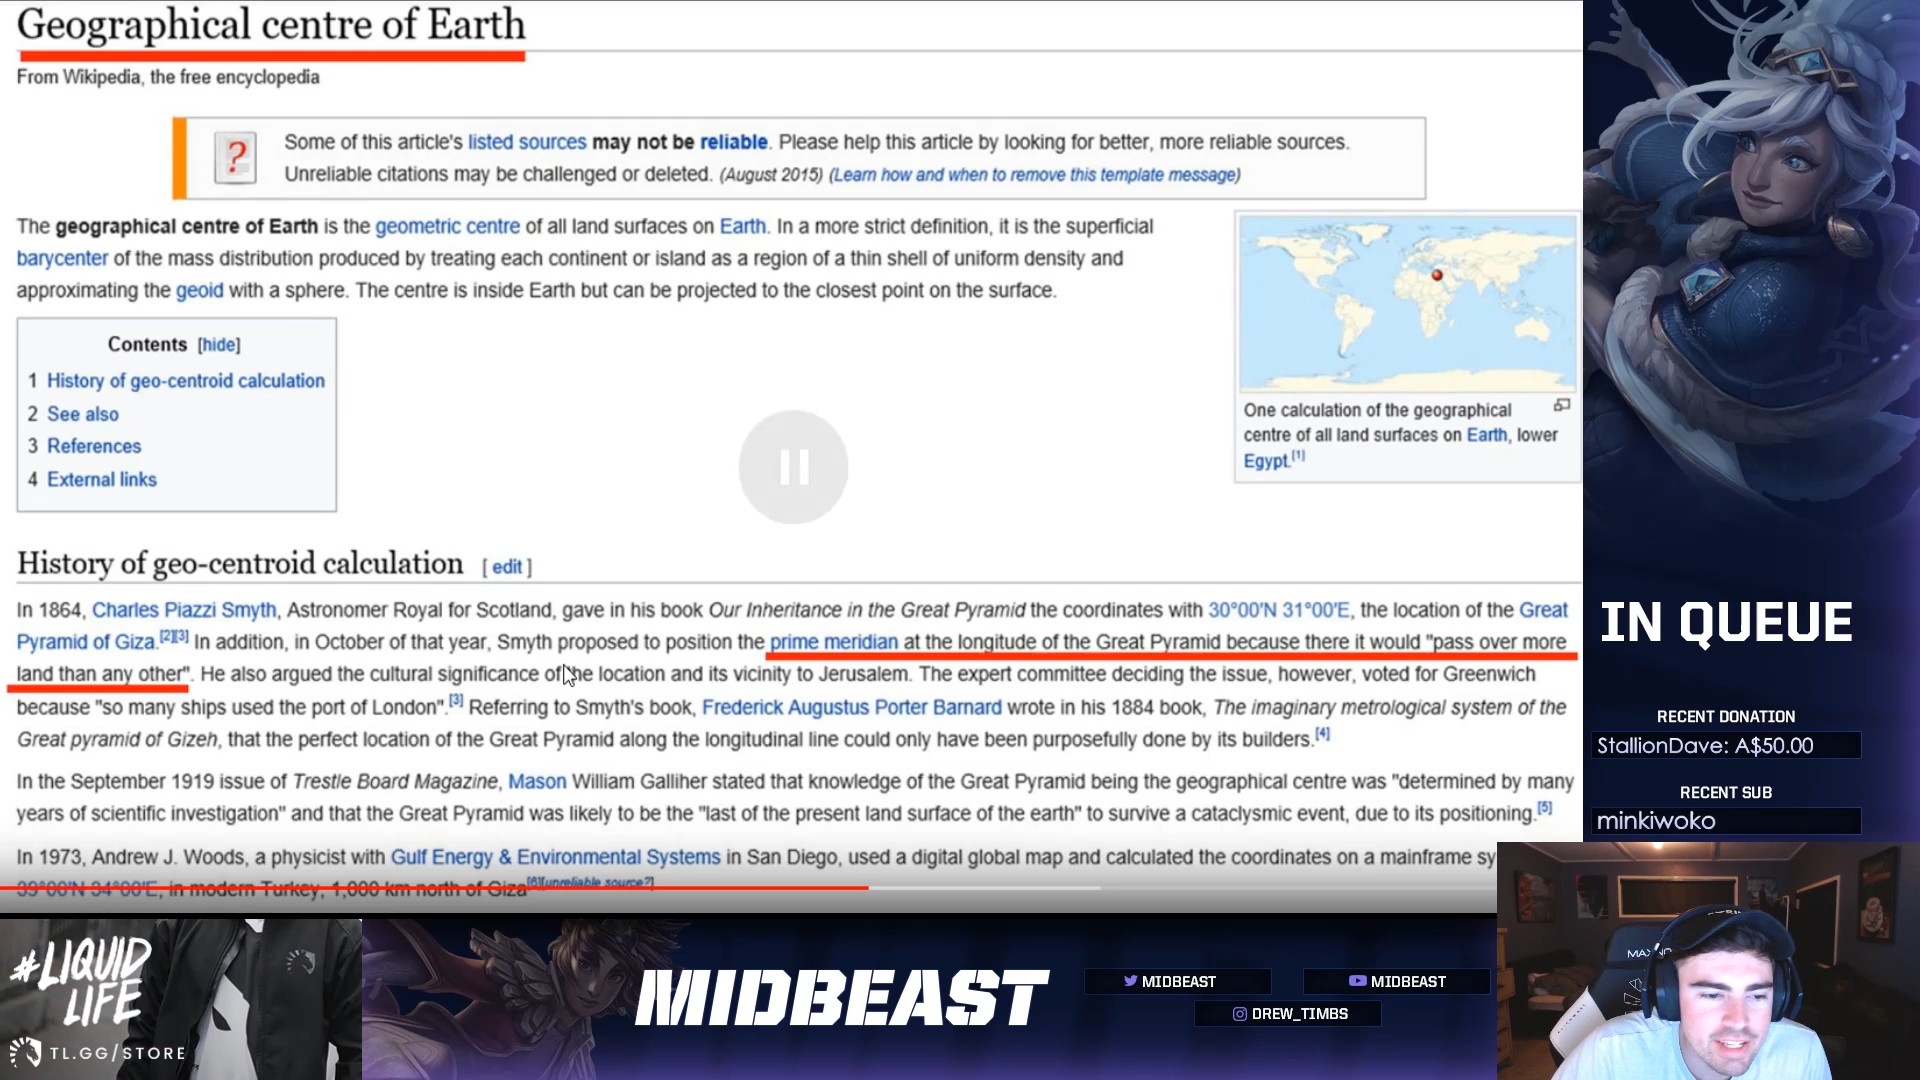 Geographical centre of Earth
From Wikipedia, the free encyclopedia
Some of this article's listed sources may not be reliable. Please help this article by looking for better, more reliable sources.
Unreliable citations may be challenged or deleted. (August 2015) (Learn how and when to remove this template message)
The geographical centre of Earth is the geometric centre of all land surfaces on Earth. In a more strict definition, it is the superficial
barycenter of the mass distribution produced by treating each continent or island as a region of a thin shell of uniform density and
approximating the geoid with a sphere. The centre is inside Earth but can be projected to the closest point on the surface.
Contents [hide]
1 History of geo-centroid calculation
2 See also
3 References
4 External links
One calculation of the geographical
centre of all land surfaces on Earth, lower
Egypt.[1]
History of geo-centroid calculation [ edit ]
In 1864, Charles Piazzi Smyth, Astronomer Royal for Scotland, gave in his book Our Inheritance in the Great Pyramid the coordinates with 30°00'N 31°00'E, the location of the Great
Pyramid of Giza.[2][3] In addition, in October of that year, Smyth proposed to position the prime meridian at the longitude of the Great Pyramid because there it would "pass over more
land than any other". He also argued the cultural significance of the location and its vicinity to Jerusalem. The expert committee deciding the issue, however, voted for Greenwich
because "so many ships used the port of London".[3] Referring to Smyth's book, Frederick Augustus Porter Barnard wrote in his 1884 book, The imaginary metrological system of the
Great pyramid of Gizeh, that the perfect location of the Great Pyramid along the longitudinal line could only have been purposefully done by its builders.[4]
In the September 1919 issue of Trestle Board Magazine, Mason William Galliher stated that knowledge of the Great Pyramid being the geographical centre was "determined by many
years of scientific investigation" and that the Great Pyramid was likely to be the "last of the present land surface of the earth" to survive a cataclysmic event, due to its positioning.[5]
In 1973, Andrew J. Woods, a physicist with Gulf Energy & Environmental Systems in San Diego, used a digital global map and calculated the coordinates on a mainframe sy
39°00'N 34°00'E, in modern Turkey, 1,000 km north of Giza[6][unreliable source?]
IN QUEUE
RECENT DONATION
StallionDave: A$50.00
RECENT SUB
minkiwoko
#LIQUID
LIFE
TL.GG/STORE
MIDBEAST
MIDBEAST
MIDBEAST
DREW_TIMBS